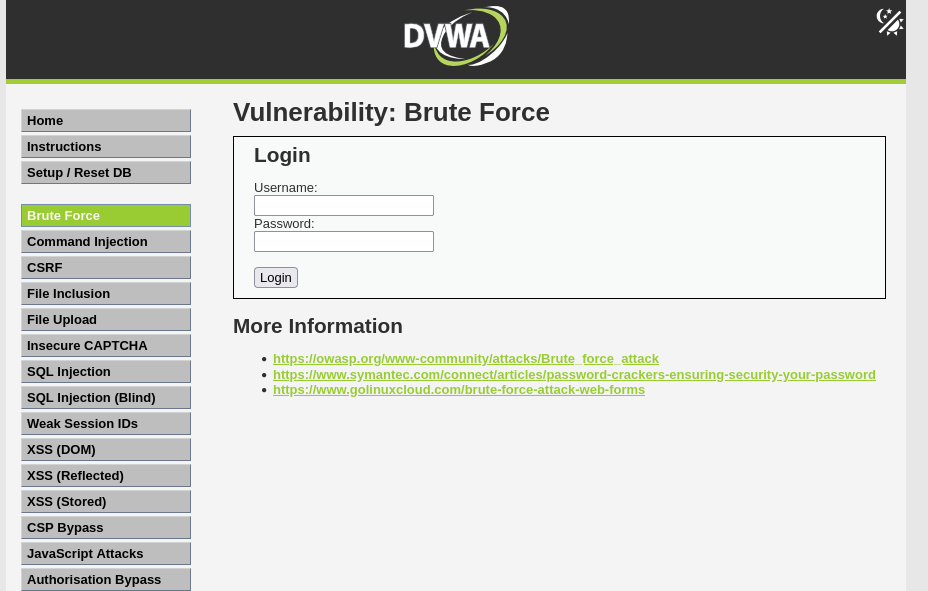 DVWA
Home
Instructions
Setup / Reset DB
Brute Force
Command Injection
CSRF
File Inclusion
File Upload
Insecure CAPTCHA
SQL Injection
SQL Injection (Blind)
Weak Session IDs
XSS (DOM)
XSS (Reflected)
XSS (Stored)
CSP Bypass
JavaScript Attacks
Authorisation Bypass
Vulnerability: Brute Force
Login
Username:
Password:
Login
More Information
https://owasp.org/www-community/attacks/Brute_force_attack
https://www.symantec.com/connect/articles/password-crackers-ensuring-security-your-password
https://www.golinuxcloud.com/brute-force-attack-web-forms